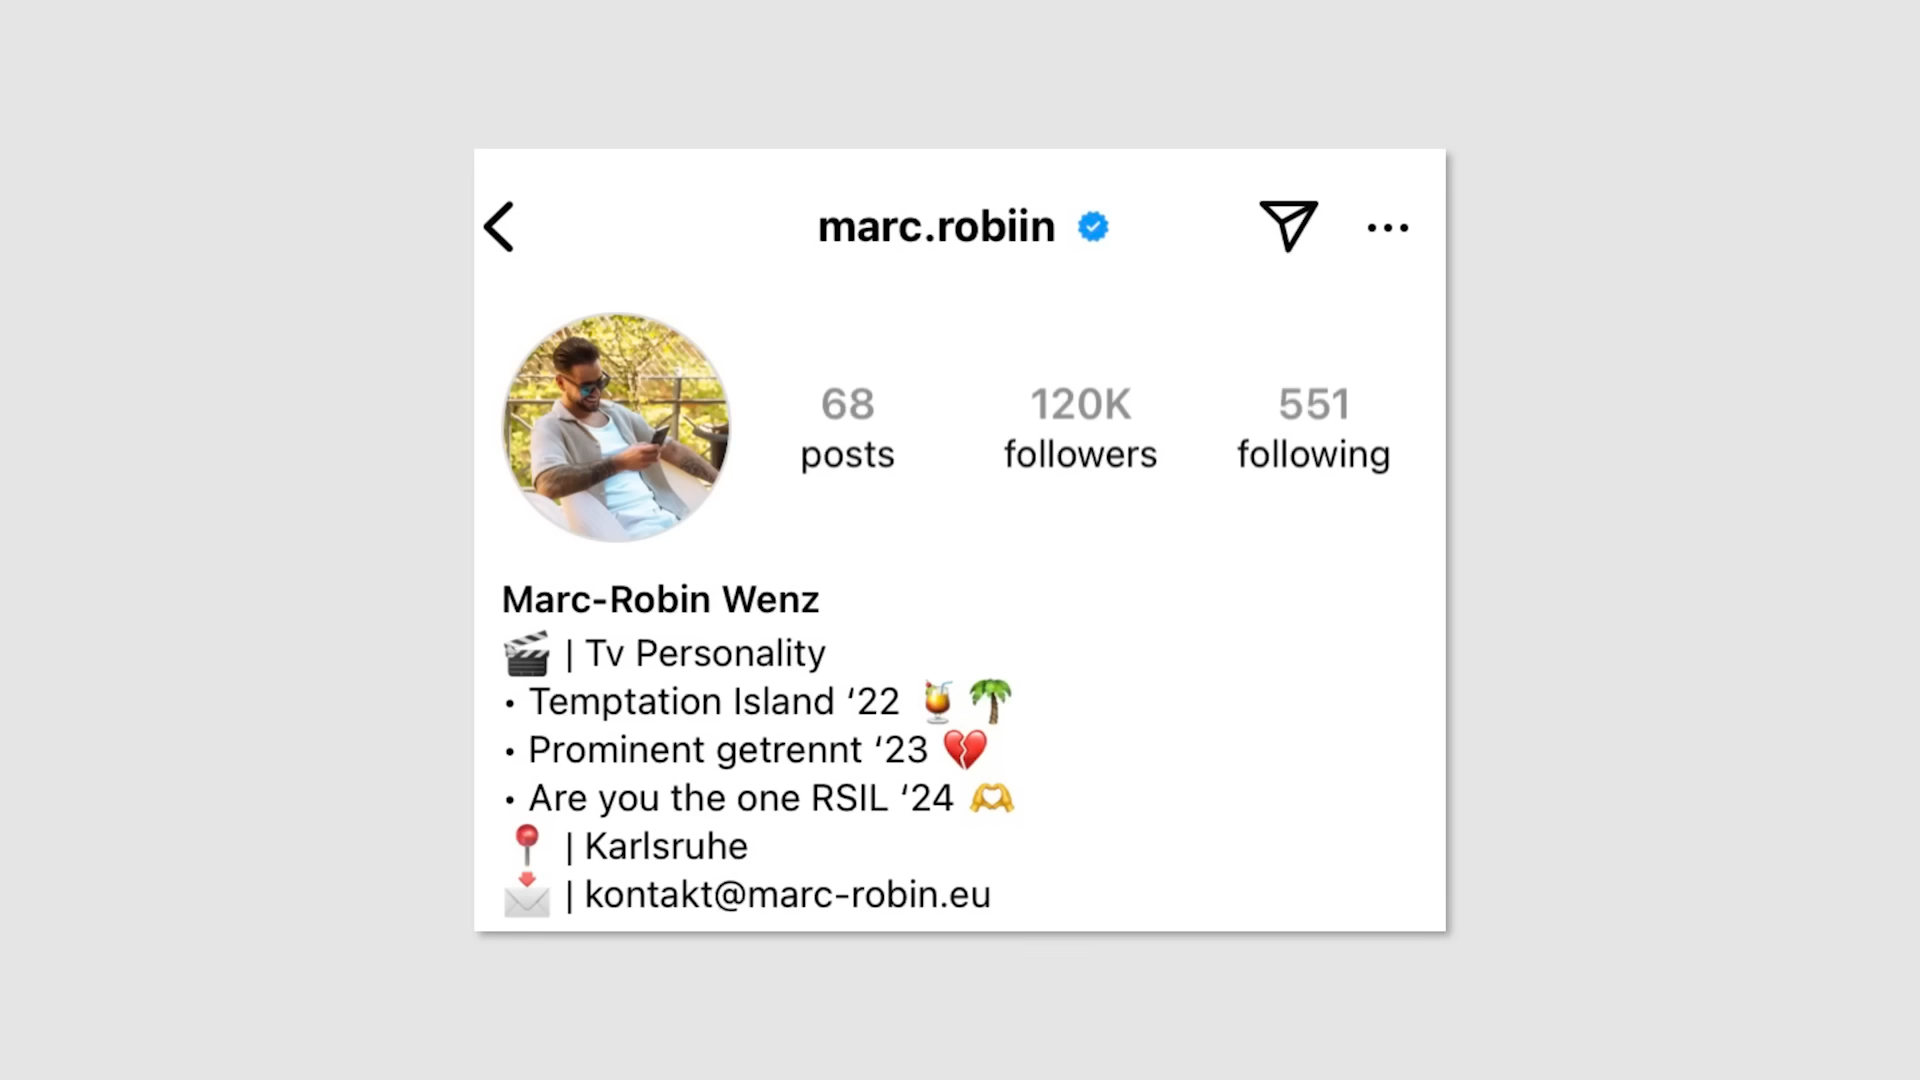 marc.robiin
68 120K 551
posts followers following
Marc-Robin Wenz
🎬 | Tv Personality
• Temptation Island ‘22 🍹 🌴
• Prominent getrennt ‘23 💔
• Are you the one RSIL ‘24 🫶
📍 | Karlsruhe
📩 | kontakt@marc-robin.eu